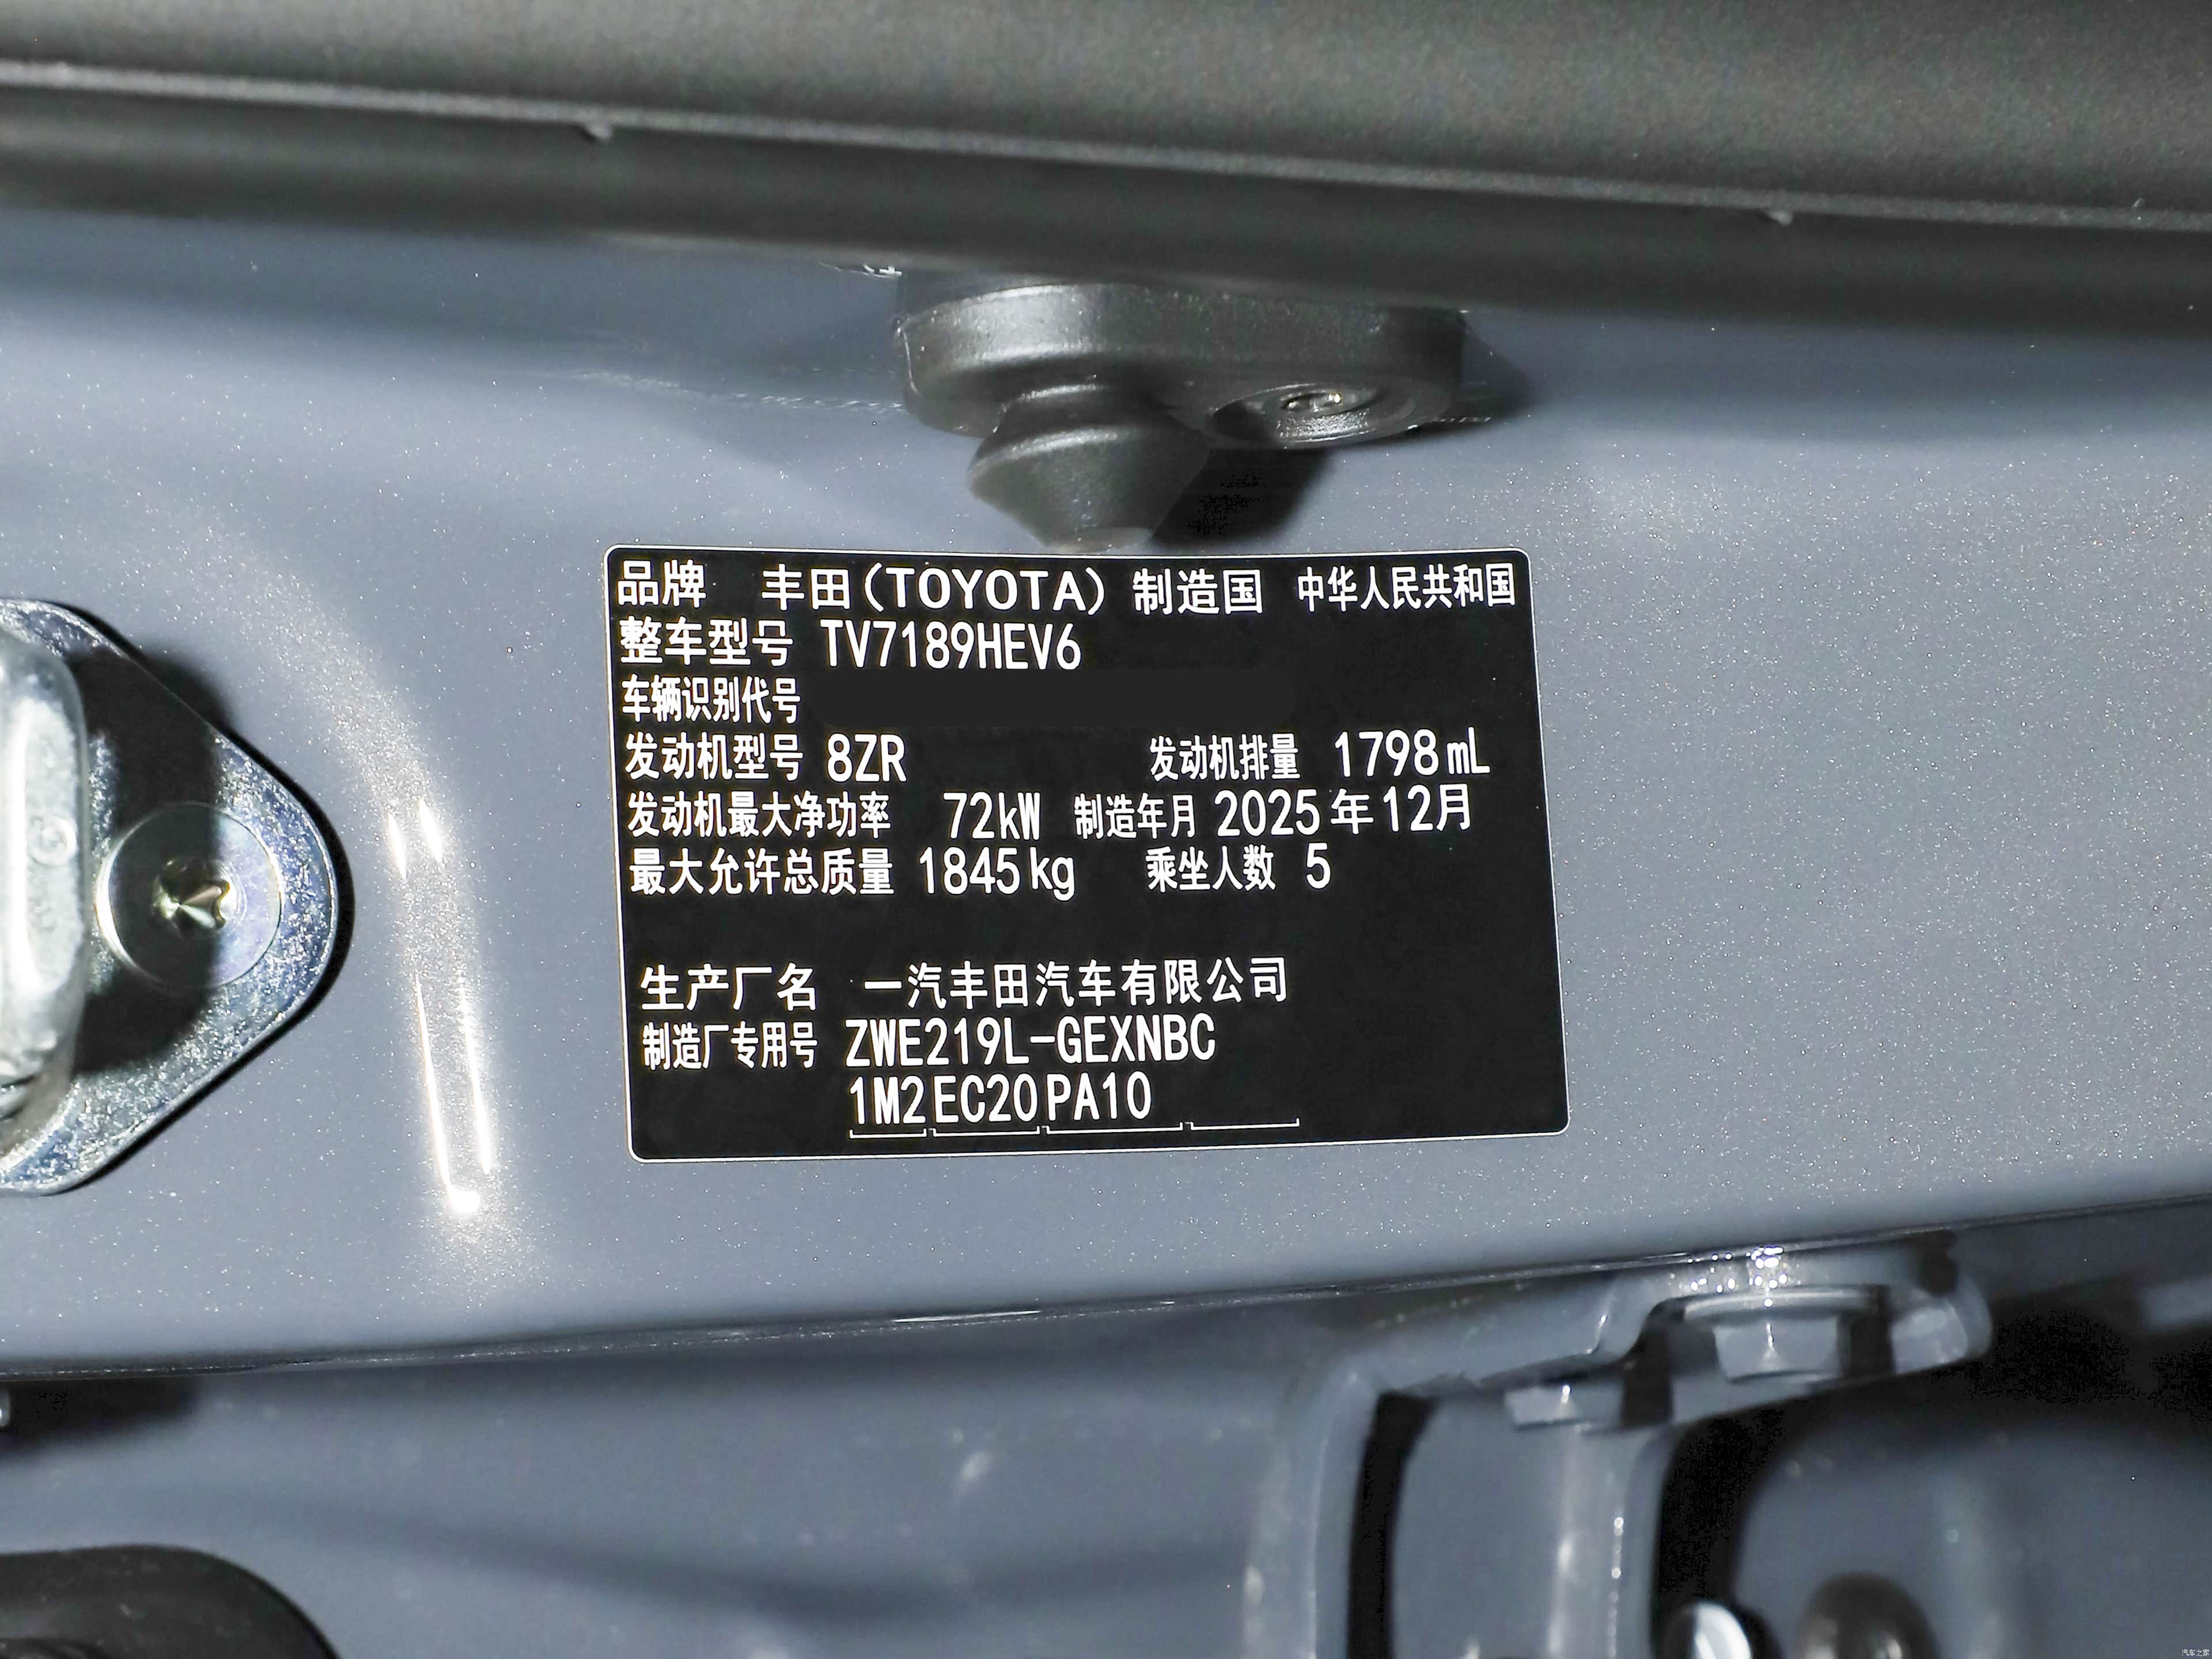 品牌 丰田(TOYOTA) 制造国 中华人民共和国
整车型号 TV7189HEV6
车辆识别代号
发动机型号 8ZR 发动机排量 1798mL
发动机最大净功率 72kW 制造年月 2025年12月
最大允许总质量 1845kg 乘坐人数 5
生产厂名 一汽丰田汽车有限公司
制造厂专用号 ZWE219L-GEXNBC
1M2EC20PA10
汽车之家